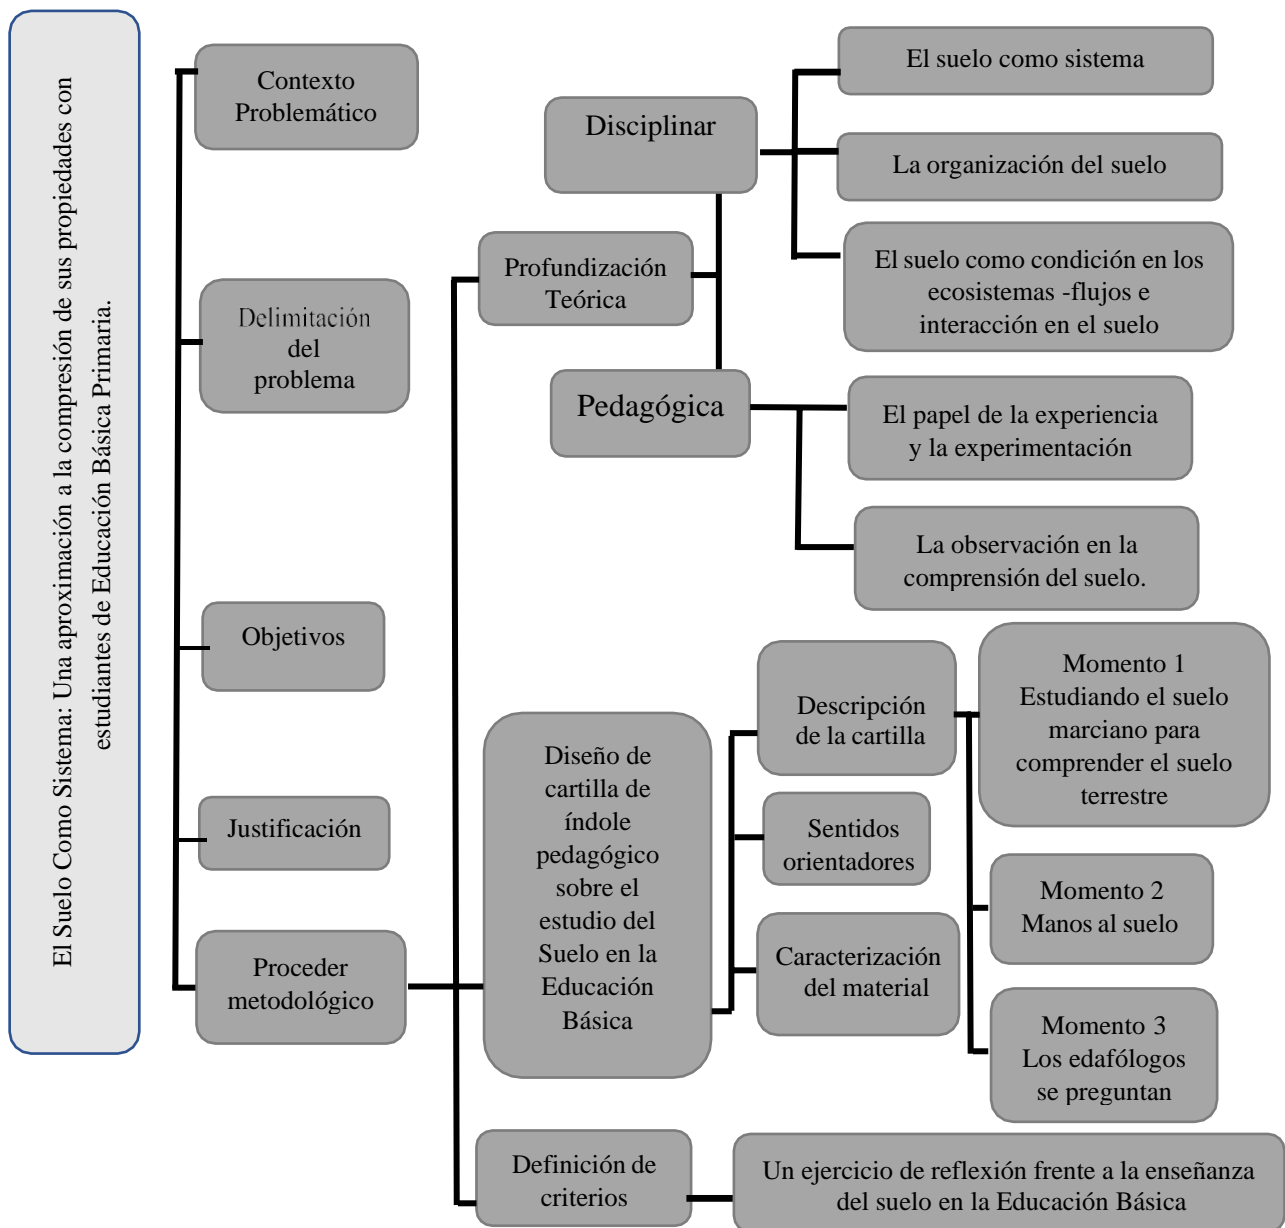 El Suelo Como Sistema: Una aproximación a la compresión de sus propiedades con
estudiantes de Educación Básica Primaria.
Contexto
Problemático
Delimitación
del
problema
Objetivos
Justificación
Proceder
metodológico
Profundización
Teórica
Disciplinar
El suelo como sistema
La organización del suelo
El suelo como condición en los
ecosistemas -flujos e
interacción en el suelo
Pedagógica
El papel de la experiencia
y la experimentación
La observación en la
comprensión del suelo.
Diseño de
cartilla de
índole
pedagógico
sobre el
estudio del
Suelo en la
Educación
Básica
Descripción
de la cartilla
Momento 1
Estudiando el suelo
marciano para
comprender el suelo
terrestre
Momento 2
Manos al suelo
Momento 3
Los edafólogos
se preguntan
Sentidos
orientadores
Caracterización
del material
Definición de
criterios
Un ejercicio de reflexión frente a la enseñanza
del suelo en la Educación Básica